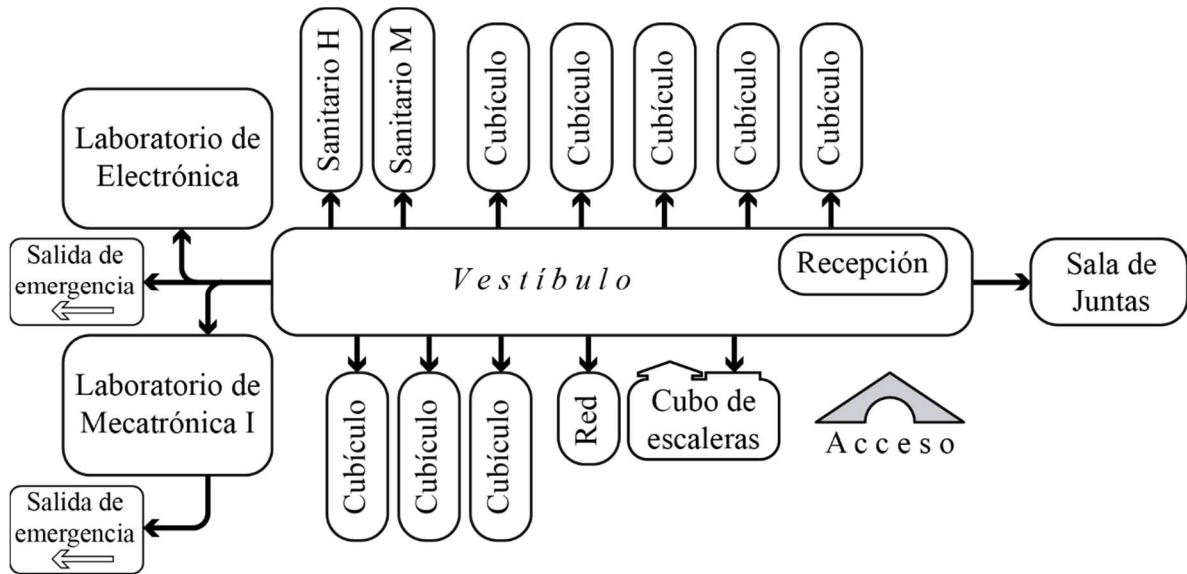 Sanitario H
Sanitario M
Cubículo
Cubículo
Cubículo
Cubículo
Cubículo
Laboratorio de
Electrónica
Salida de
emergencia
Vestíbulo
Recepción
Sala de
Juntas
Laboratorio de
Mecatrónica I
Cubículo
Cubículo
Cubículo
Red
Cubo de
escaleras
Acceso
Salida de
emergencia